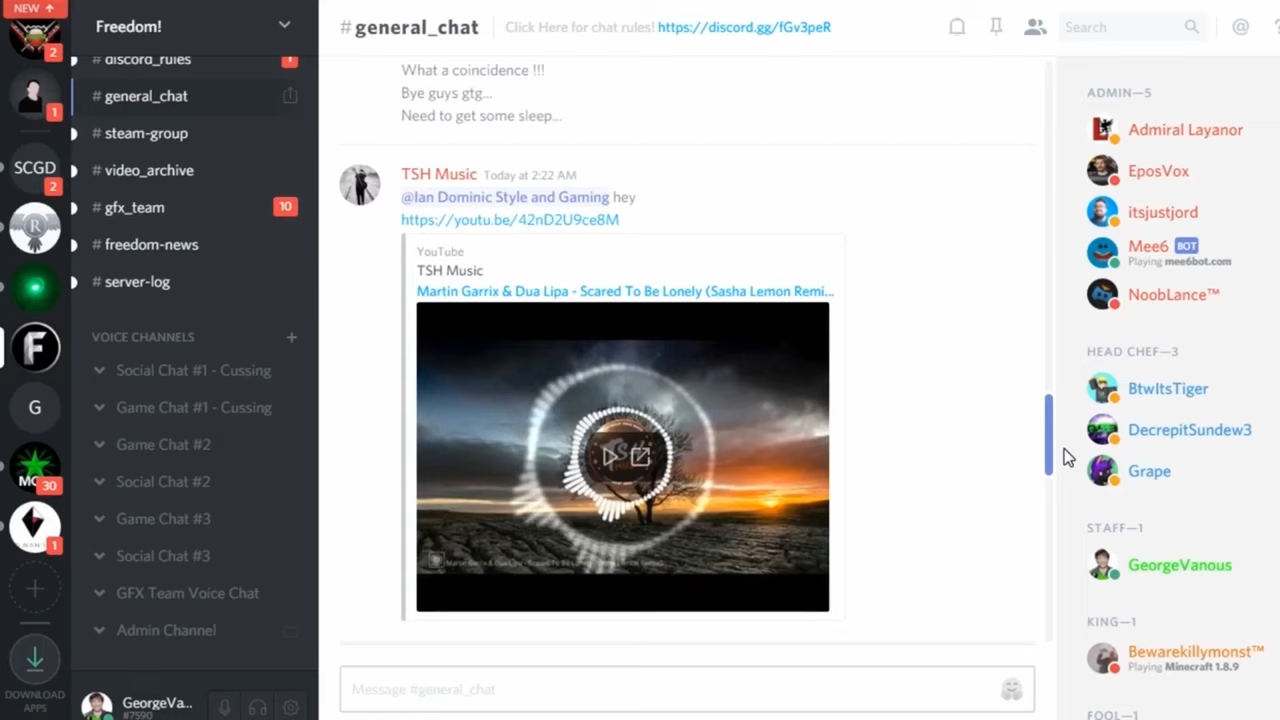 NEW ↑
2
1
SCGD
2
R
F
G
30
1
DOWNLOAD
APPS
Freedom!
# discord_rules
1
# general_chat
# steam-group
# video_archive
# gfx_team
10
# freedom-news
# server-log
VOICE CHANNELS
Social Chat #1 - Cussing
Game Chat #1 - Cussing
Game Chat #2
Social Chat #2
Game Chat #3
Social Chat #3
GFX Team Voice Chat
Admin Channel
GeorgeVa...
#7590
# general_chat
Click Here for chat rules! https://discord.gg/fGv3peR
Search
@
What a coincidence !!!
Bye guys gtg...
Need to get some sleep...
TSH Music Today at 2:22 AM
@Ian Dominic Style and Gaming hey
https://youtu.be/42nD2U9ce8M
YouTube
TSH Music
Martin Garrix & Dua Lipa - Scared To Be Lonely (Sasha Lemon Remi...
Message #general_chat
ADMIN—5
Admiral Layanor
EposVox
itsjustjord
Mee6 BOT
Playing mee6bot.com
NoobLance™
HEAD CHEF—3
BtwItsTiger
DecrepitSundew3
Grape
STAFF—1
GeorgeVanous
KING—1
Bewarekillymonst™
Playing Minecraft 1.8.9
FOOL—1